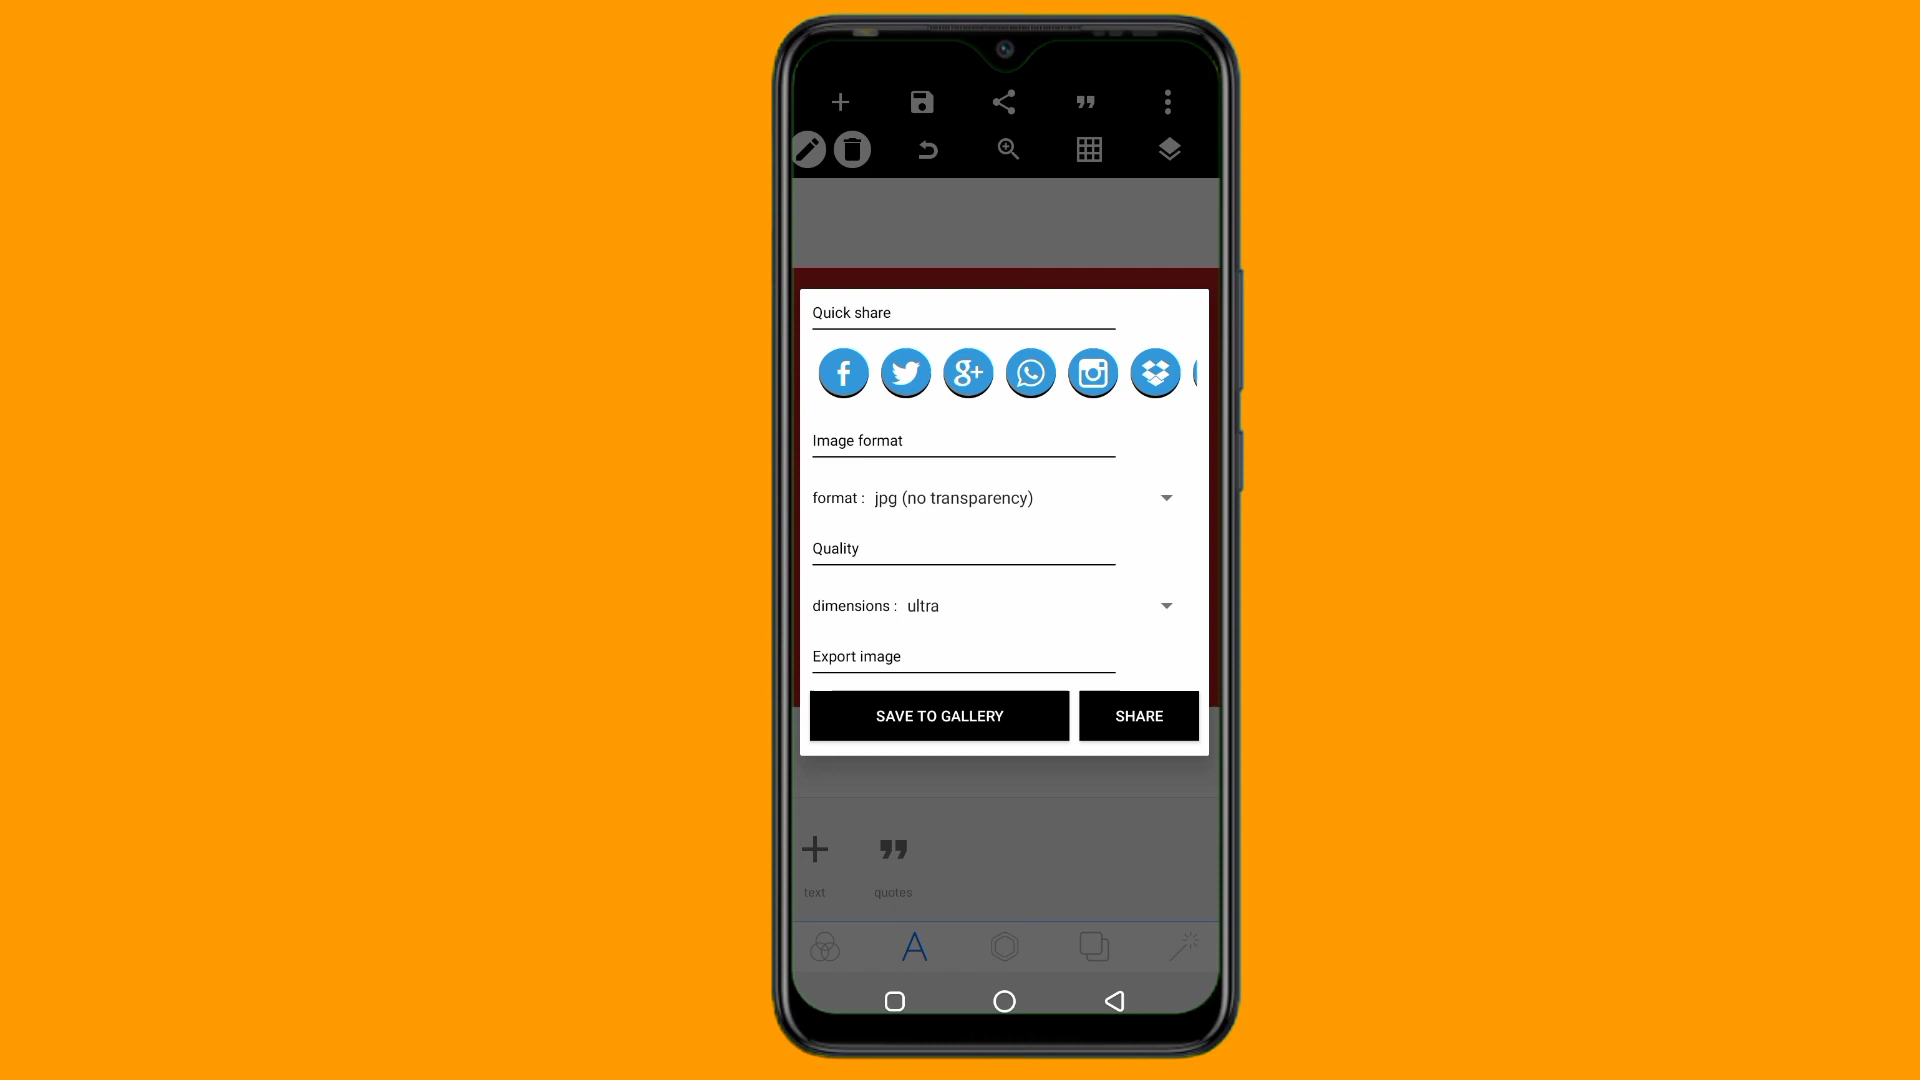 Quick share
Image format
format : jpg (no transparency)
Quality
dimensions : ultra
Export image
SAVE TO GALLERY SHARE
text quotes